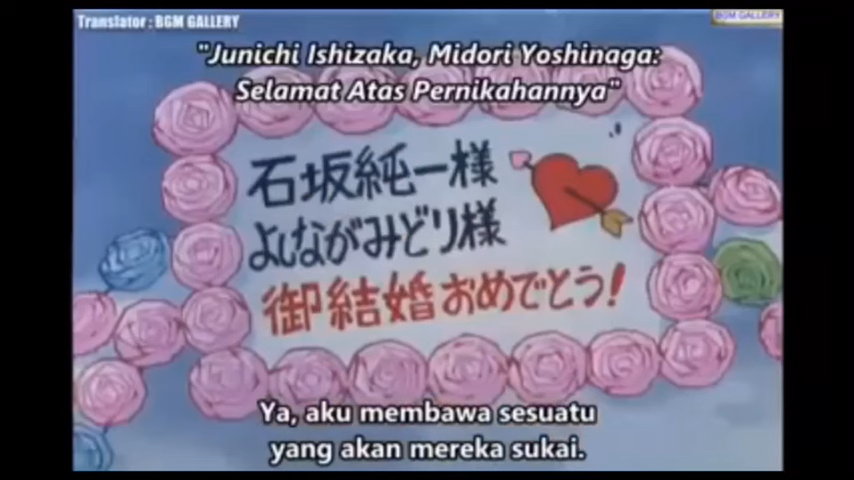 Translator : BGM GALLERY
BGM GALLERY
"Junichi Ishizaka, Midori Yoshinaga:
Selamat Atas Pernikahannya"
石坂純一様
よしながみどり様
御結婚おめでとう!
Ya, aku membawa sesuatu
yang akan mereka sukai.